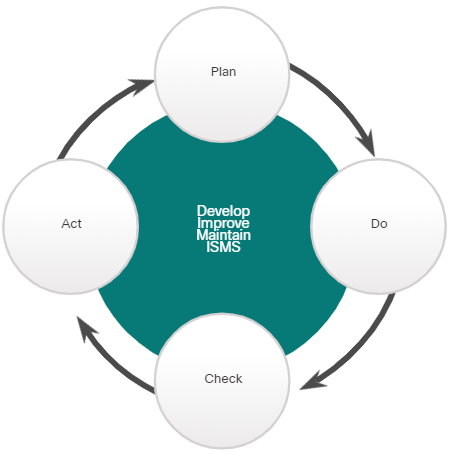 Plan
Develop
Improve
Maintain
ISMS
Act
Do
Check